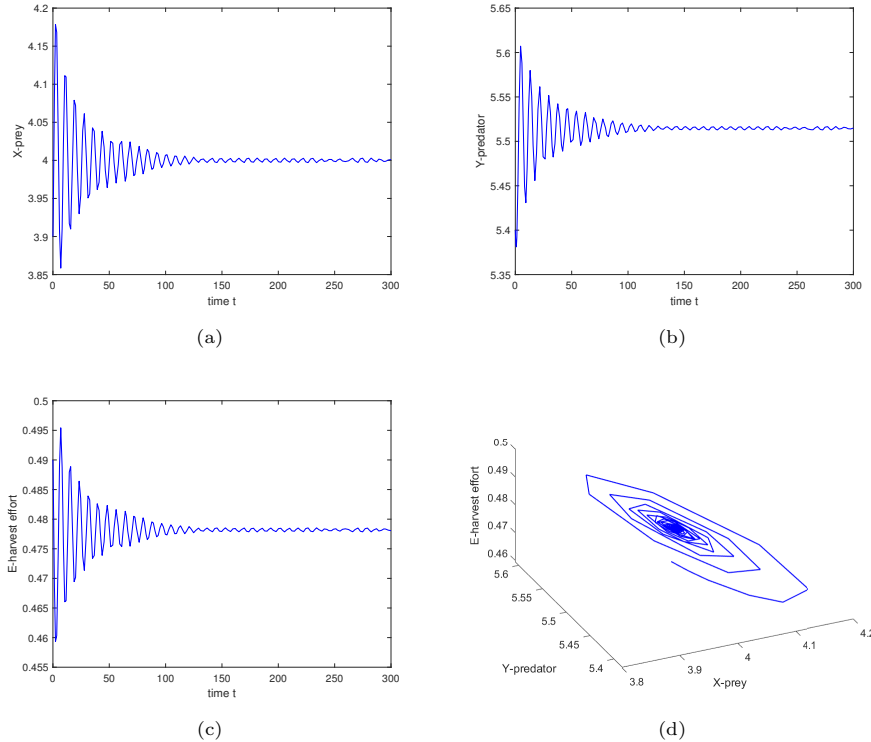 4.2
4.15
4.1
4.05
4
3.95
3.9
3.85
X-prey
0 50 100 150 200 250 300
time t
(a)
5.65
5.6
5.55
5.5
5.45
5.4
5.35
Y-predator
0 50 100 150 200 250 300
time t
(b)
0.5
0.495
0.49
0.485
0.48
0.475
0.47
0.465
0.46
0.455
E-harvest effort
0 50 100 150 200 250 300
time t
(c)
0.5
0.49
0.48
0.47
0.46
E-harvest effort
5.6
5.55
5.5
5.45
5.4
Y-predator
3.8 3.9 4 4.1 4.2
X-prey
(d)